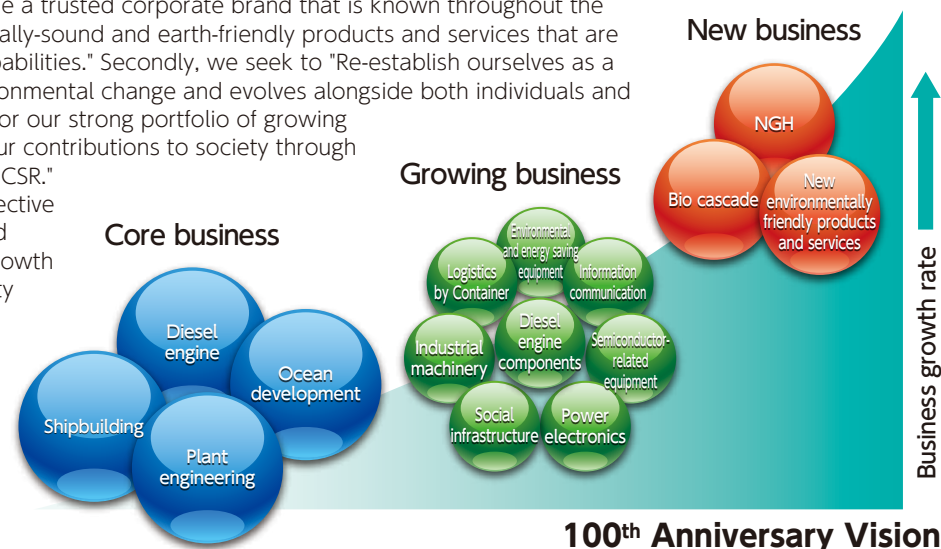 e a trusted corporate brand that is known throughout the
ally-sound and earth-friendly products and services that are
abilities." Secondly, we seek to "Re-establish ourselves as a
onmental change and evolves alongside both individuals and
or our strong portfolio of growing
ur contributions to society through
CSR."
ective
d
owth
ty
Core business
Diesel
engine
Ocean
development
Shipbuilding
Plant
engineering
Growing business
Environmental
and energy saving
equipment
Logistics
by Container
Information
communication
Industrial
machinery
Diesel
engine
components
Semiconductor-
related
equipment
Social
infrastructure
Power
electronics
New business
NGH
Bio cascade
New
environmentally
friendly products
and services
Business growth rate
100th Anniversary Vision